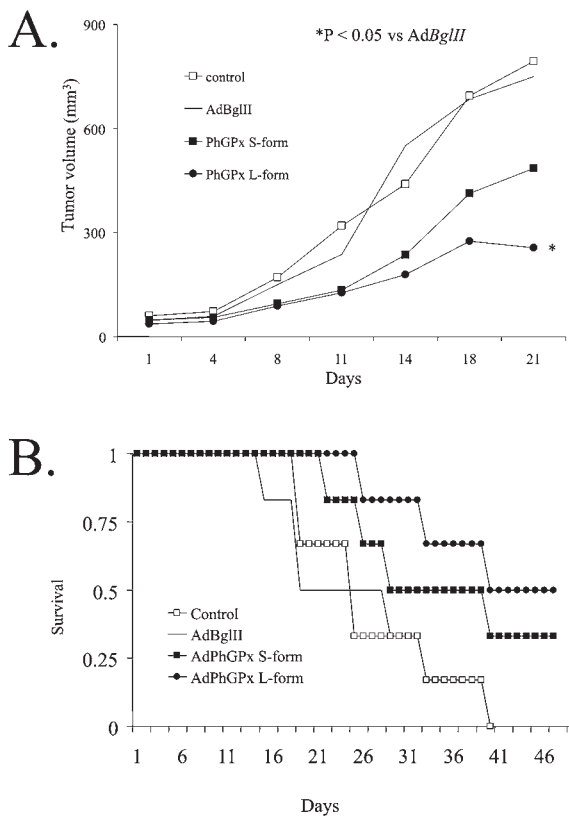 A.
*P < 0.05 vs AdBglII
900
600
300
0
Tumor volume (mm³)
control
AdBglII
PhGPx S-form
PhGPx L-form
*
1 4 8 11 14 18 21
Days
B.
1
0.75
0.5
0.25
0
Survival
Control
AdBglII
AdPhGPx S-form
AdPhGPx L-form
1 6 11 16 21 26 31 36 41 46
Days